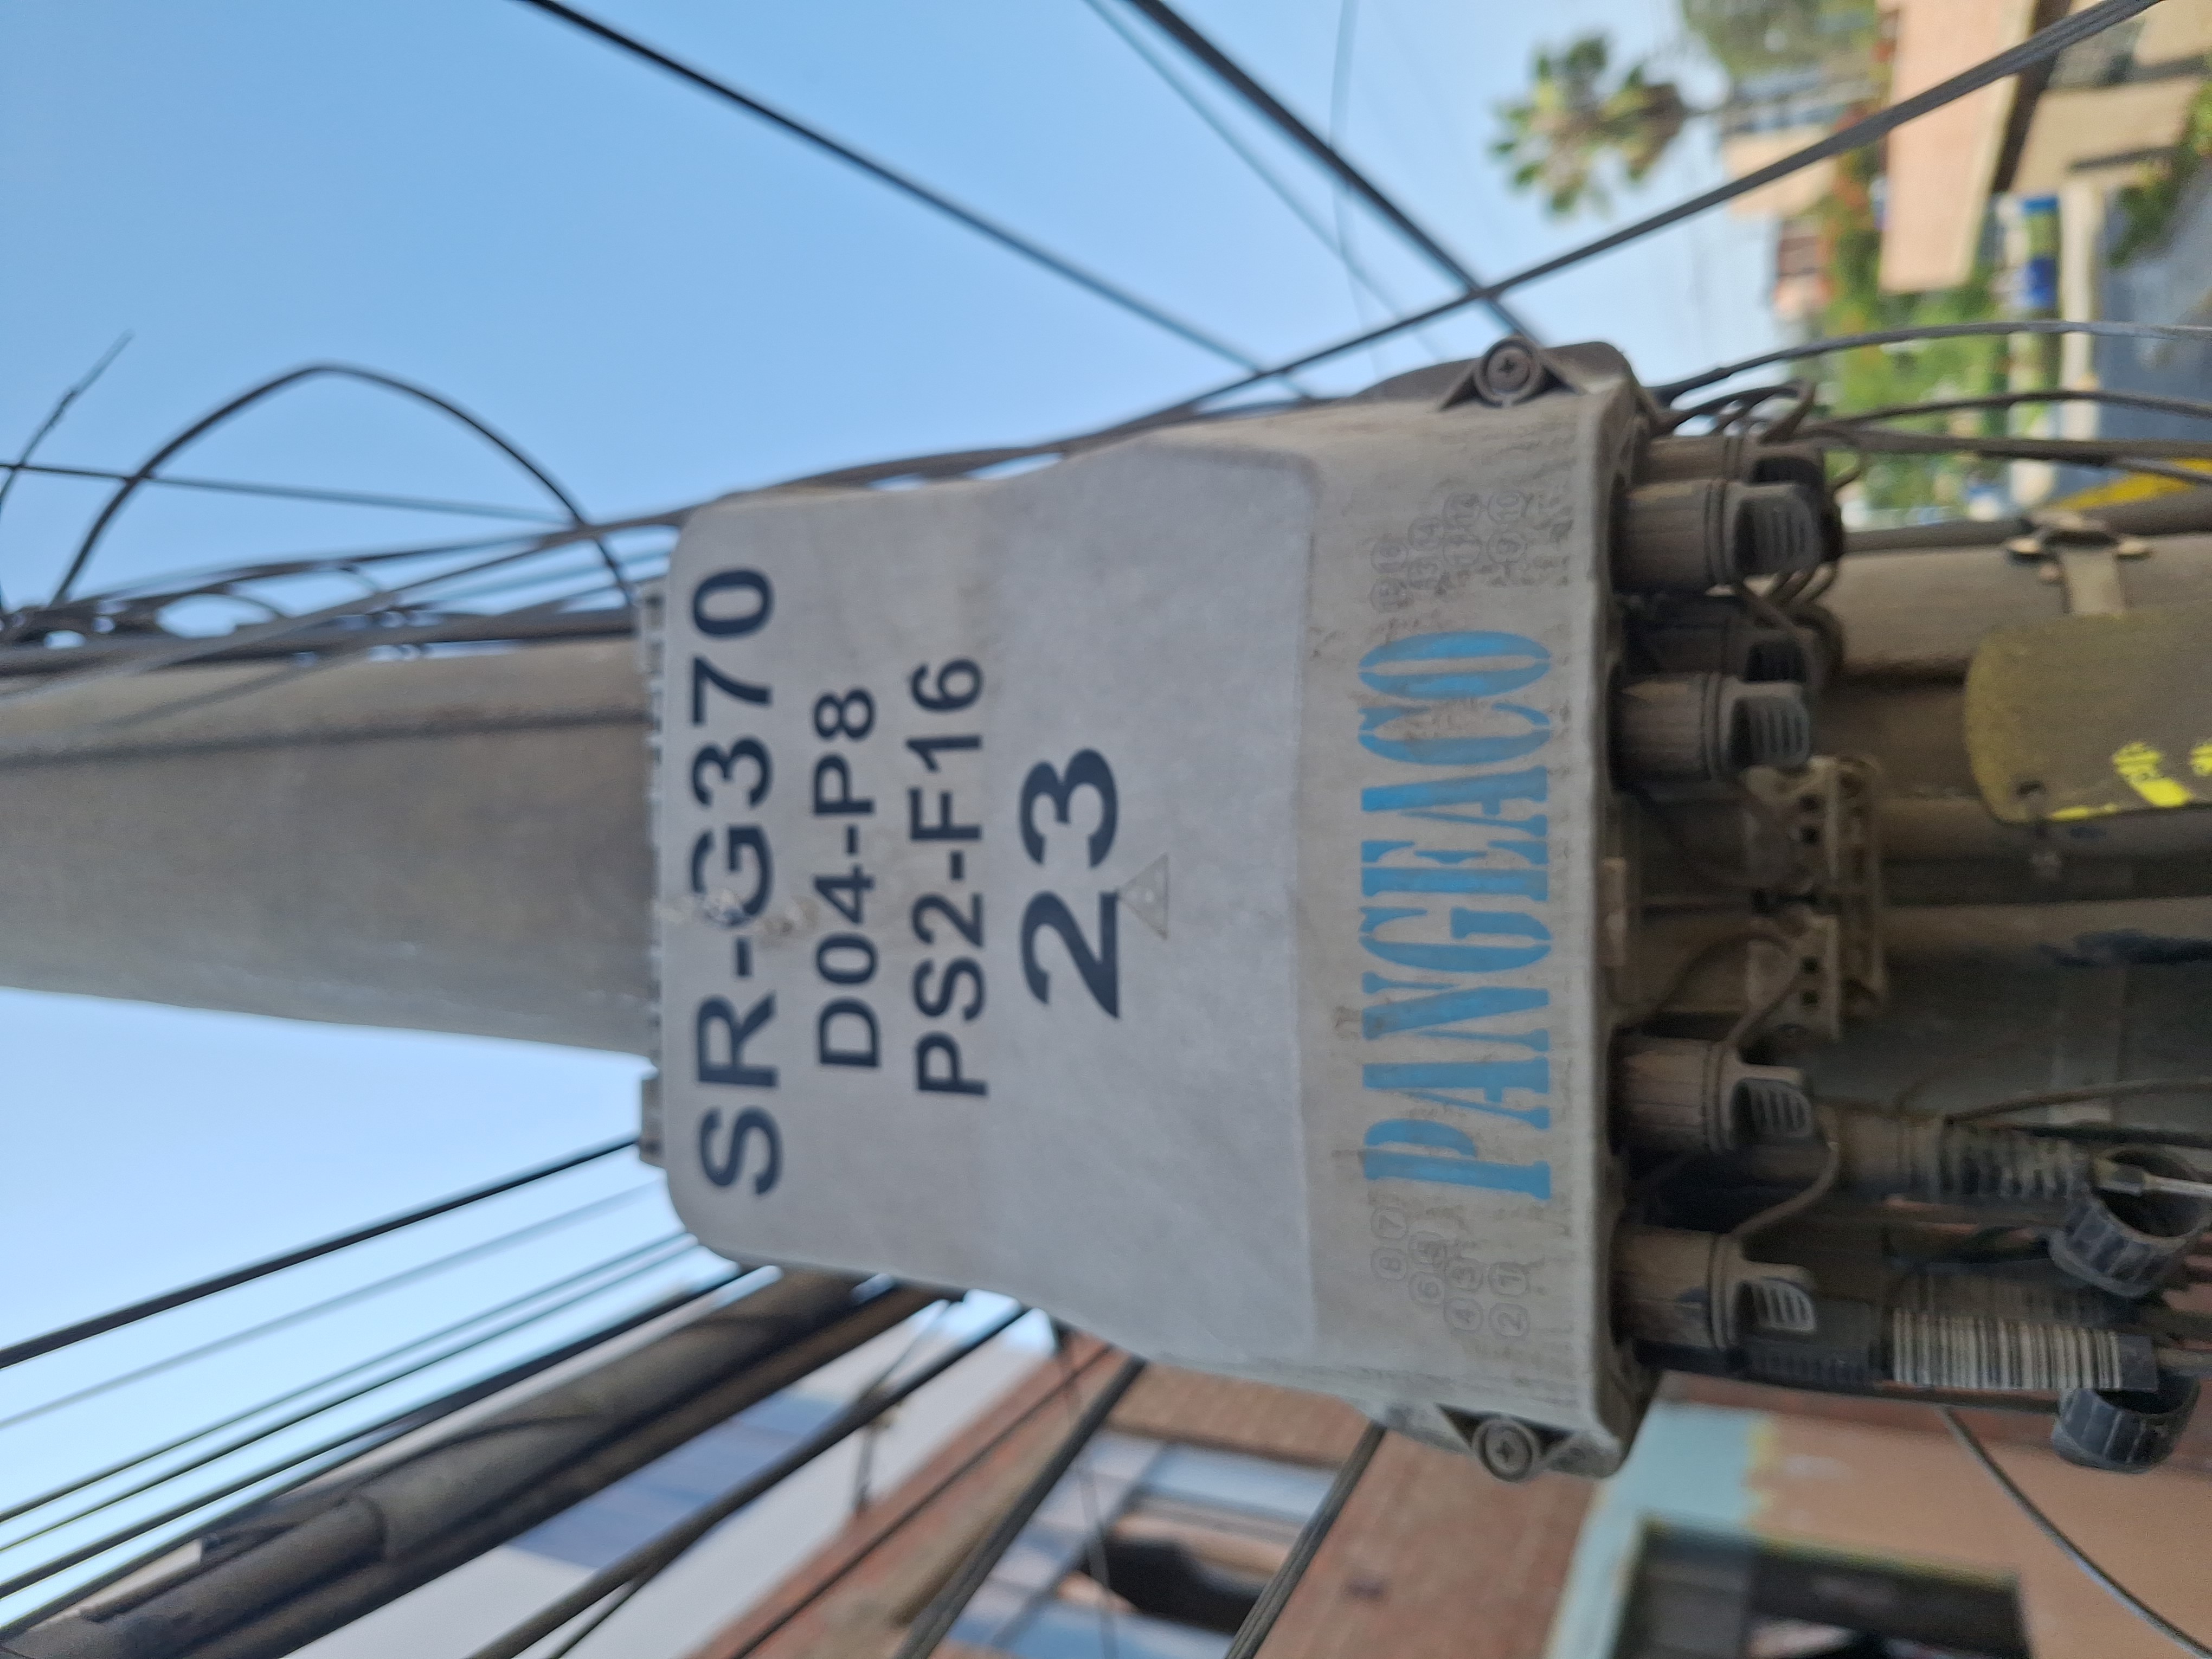 SR-G370
D04-P8
PS2-F16
23
PANGEACO